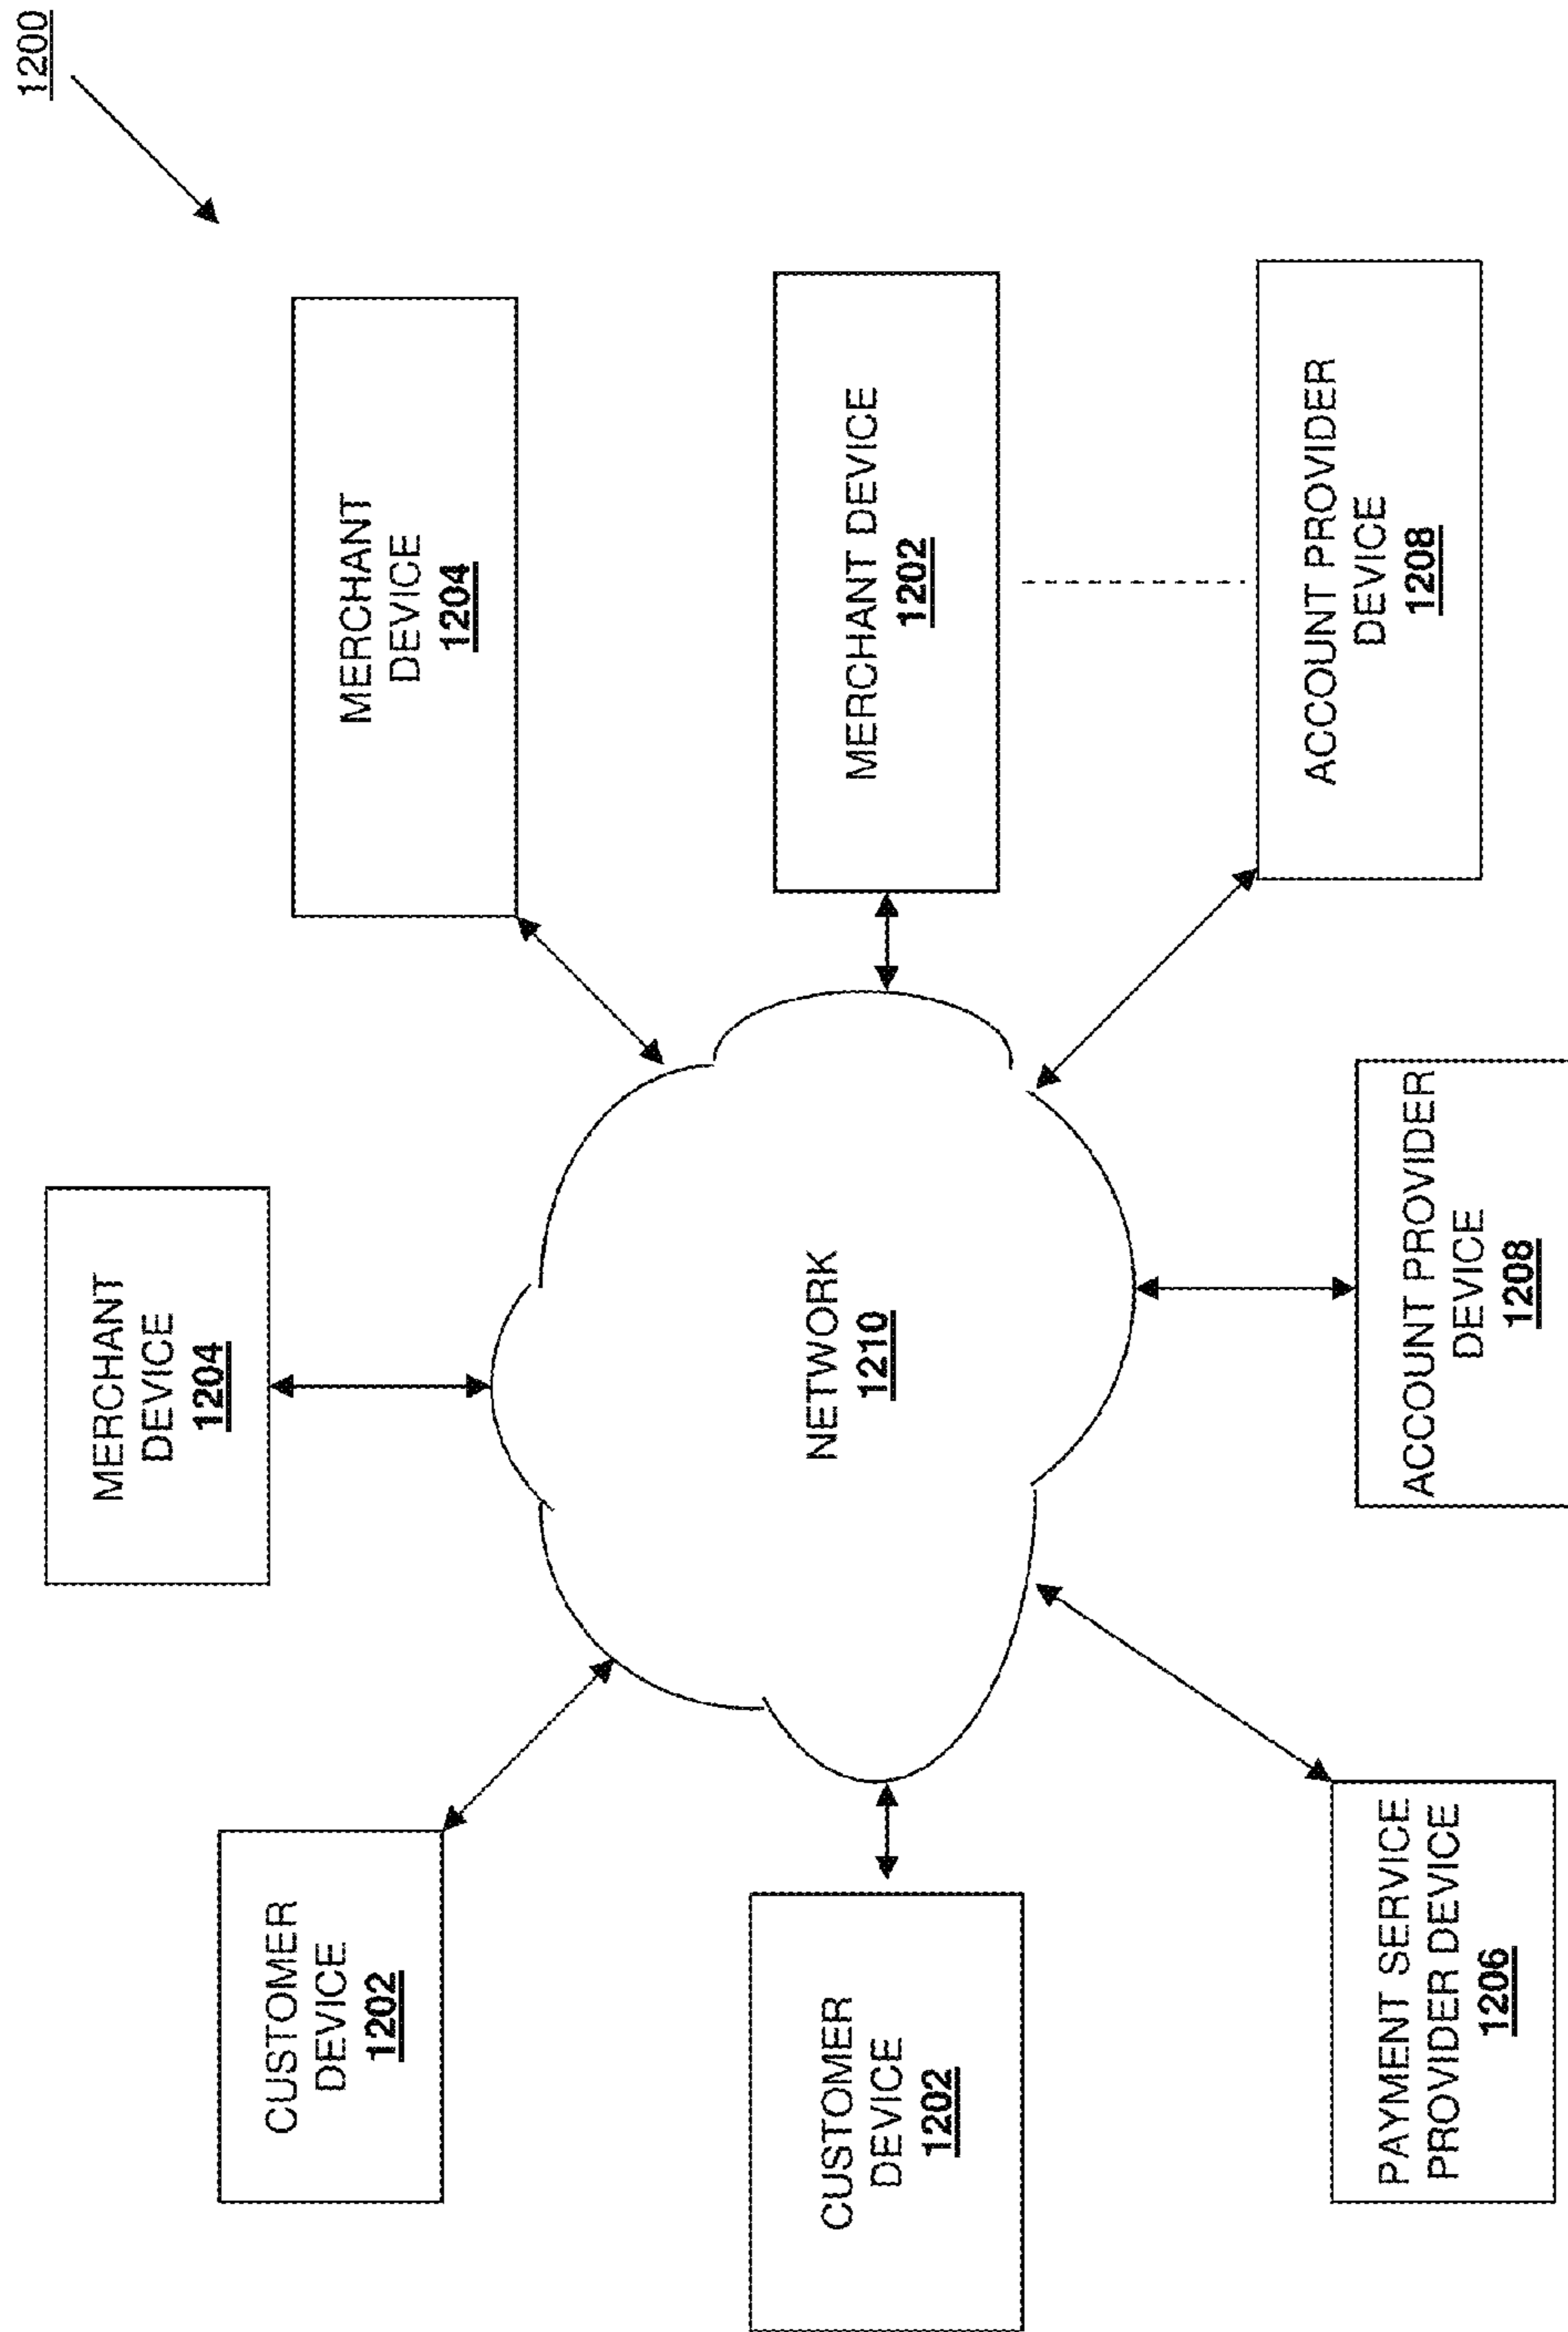 1200
MERCHANT
DEVICE
1204
CUSTOMER
DEVICE
1202
MERCHANT
DEVICE
1204
CUSTOMER
DEVICE
1202
NETWORK
1210
MERCHANT DEVICE
1202
PAYMENT SERVICE
PROVIDER DEVICE
1206
ACCOUNT PROVIDER
DEVICE
1208
ACCOUNT PROVIDER
DEVICE
1208